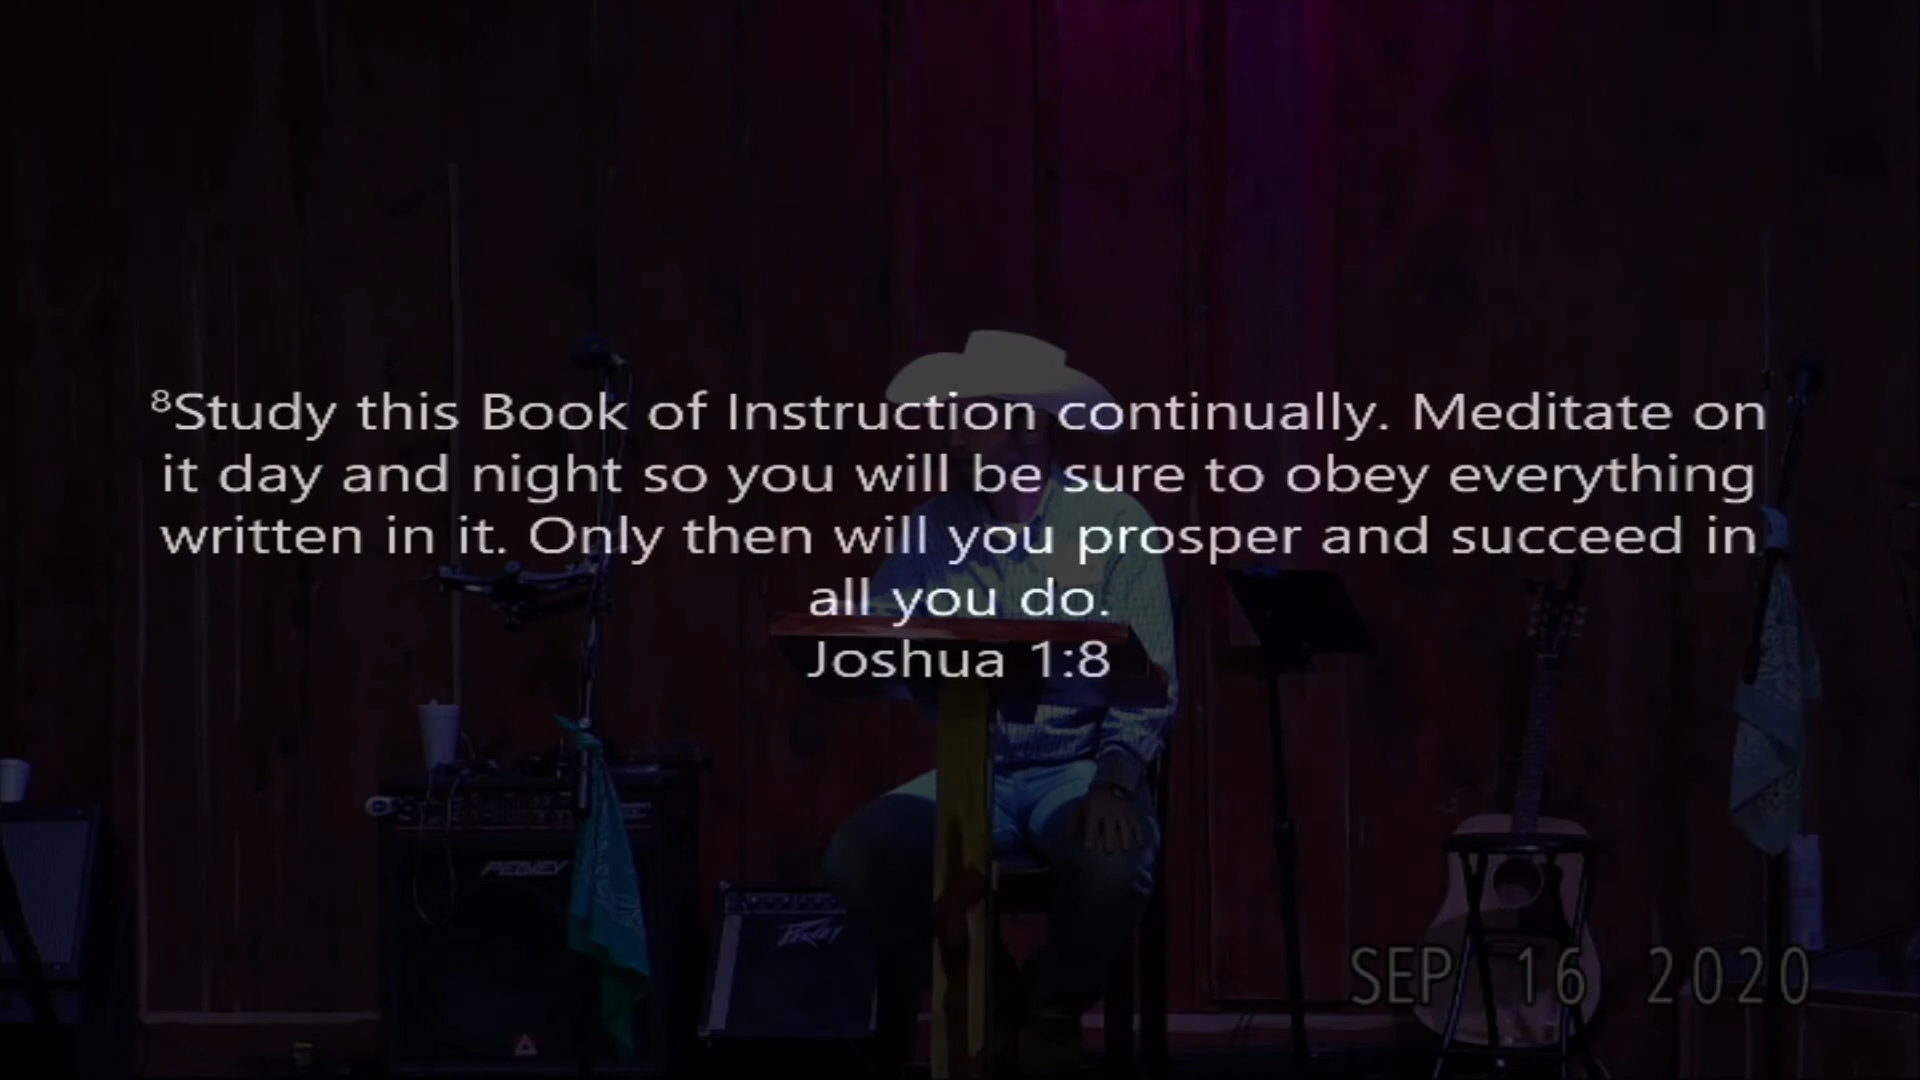 ⁸Study this Book of Instruction continually. Meditate on
it day and night so you will be sure to obey everything
written in it. Only then will you prosper and succeed in
all you do.
Joshua 1:8
PEAVEY
PEAVEY
SEP 16 2020